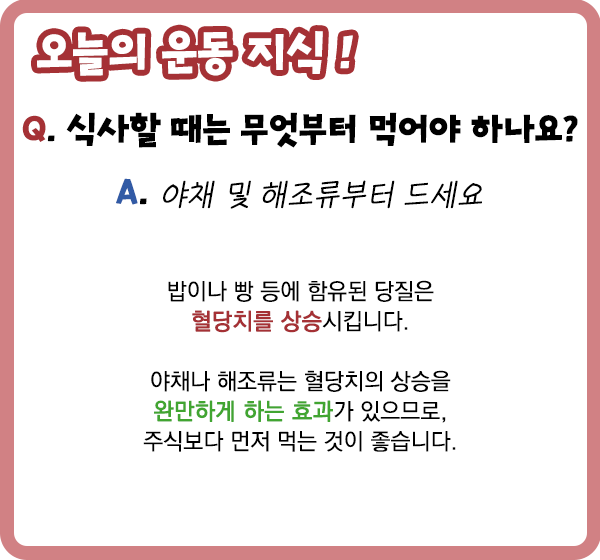 오늘의 운동 지식 !
Q. 식사할 때는 무엇부터 먹어야 하나요?
A. 야채 및 해조류부터 드세요
밥이나 빵 등에 함유된 당질은
혈당치를 상승시킵니다.
야채나 해조류는 혈당치의 상승을
완만하게 하는 효과가 있으므로,
주식보다 먼저 먹는 것이 좋습니다.